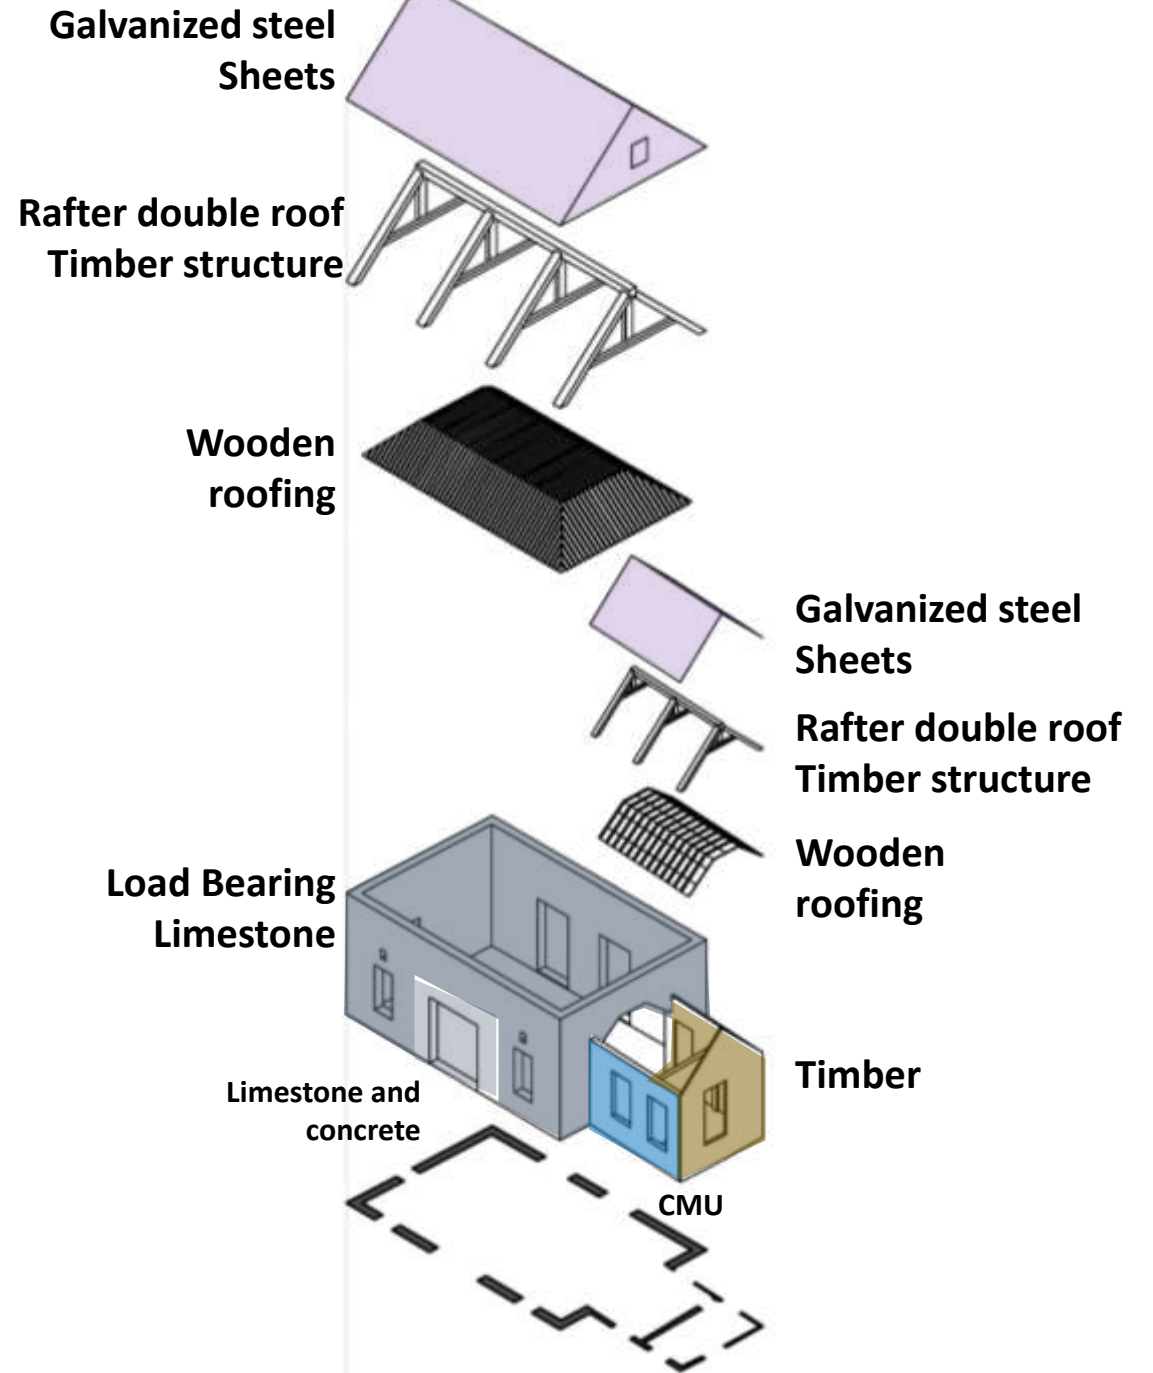 Galvanized steel
Sheets
Rafter double roof
Timber structure
Wooden
roofing
Galvanized steel
Sheets
Rafter double roof
Timber structure
Wooden
roofing
Load Bearing
Limestone
Timber
Limestone and
concrete
CMU